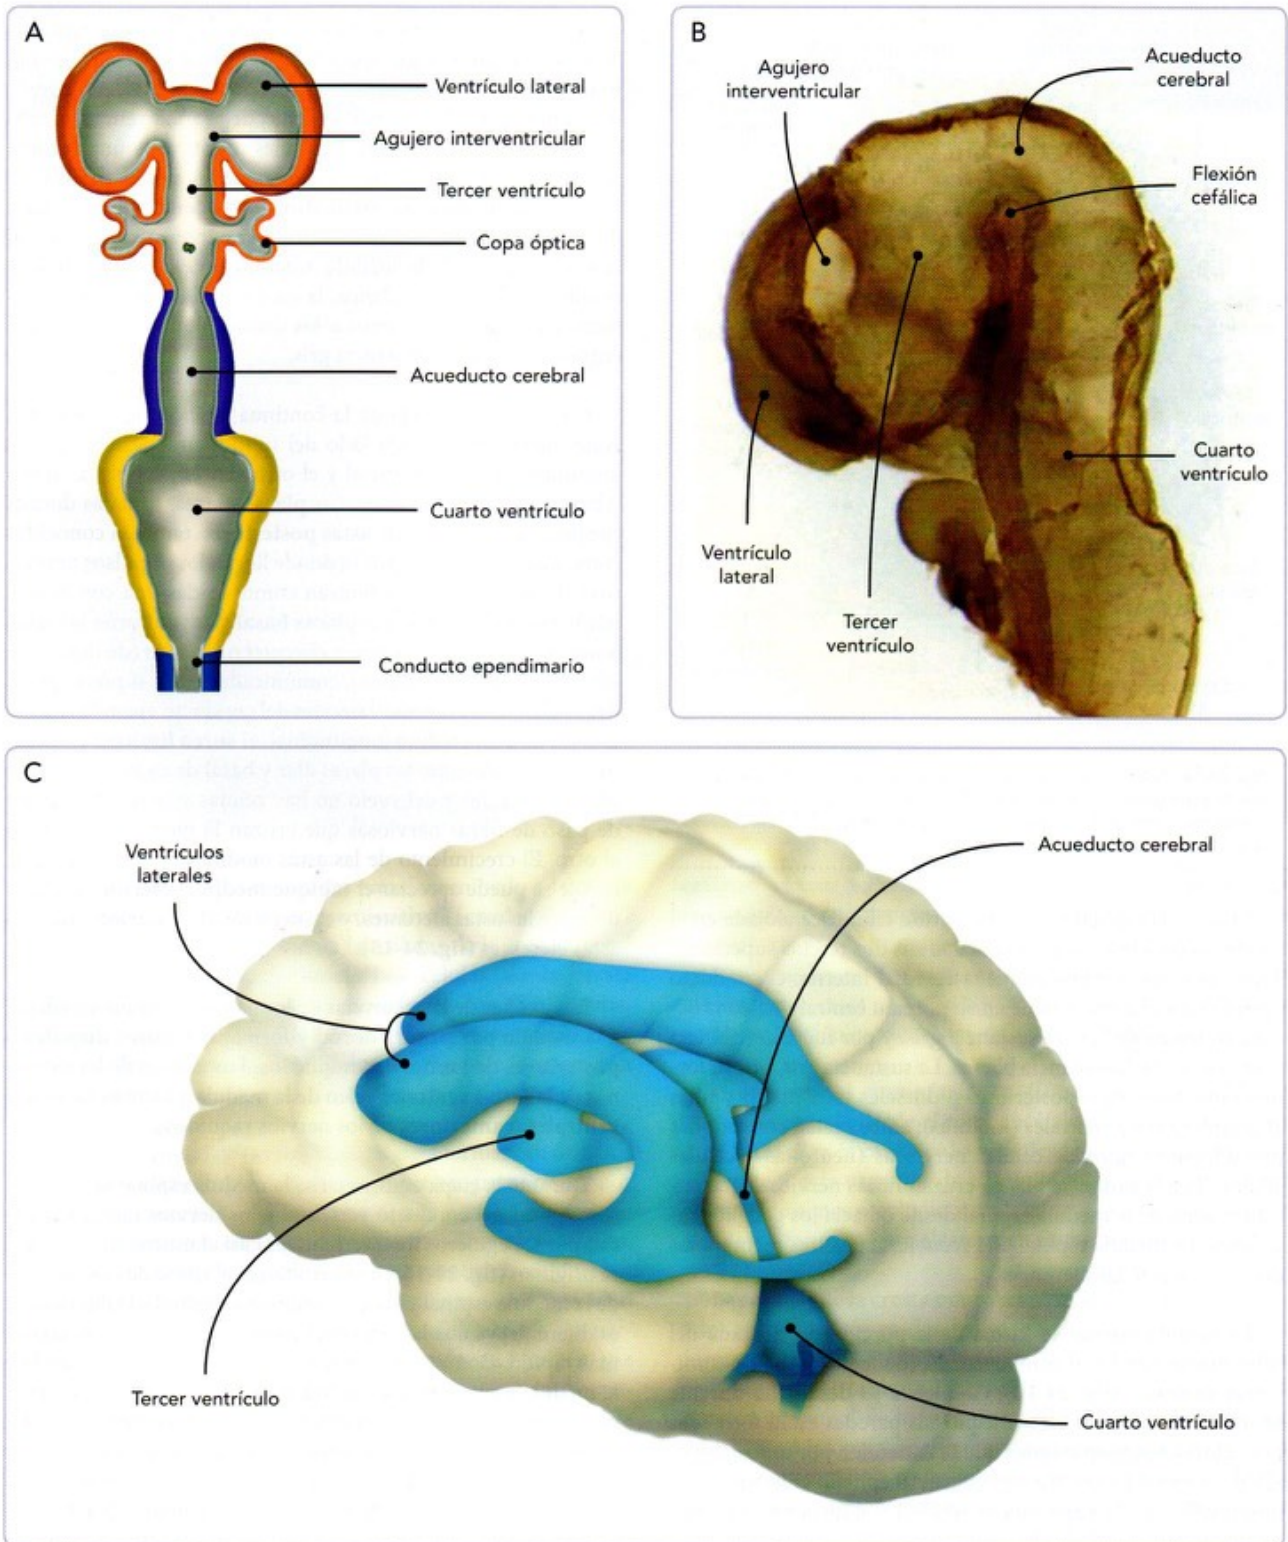 A
Ventrículo lateral
Agujero interventricular
Tercer ventrículo
Copa óptica
Acueducto cerebral
Cuarto ventrículo
Conducto ependimario
B
Agujero
interventricular
Acueducto
cerebral
Flexión
cefálica
Cuarto
ventrículo
Ventrículo
lateral
Tercer
ventrículo
C
Ventrículos
laterales
Acueducto cerebral
Tercer ventrículo
Cuarto ventrículo